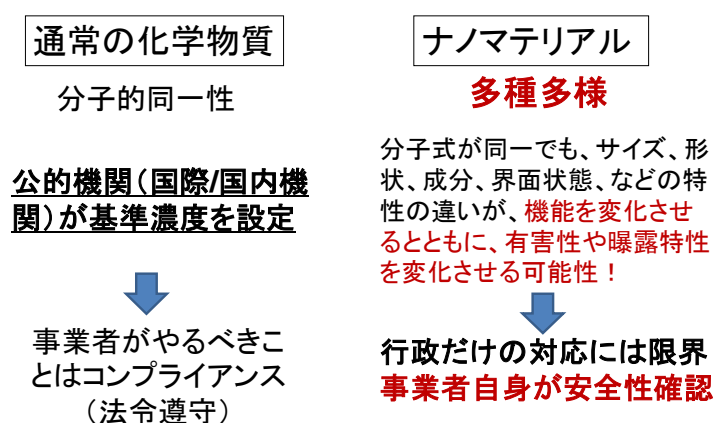 通常の化学物質
分子的同一性
公的機関（国際/国内機
関）が基準濃度を設定
事業者がやるべきこ
とはコンプライアンス
（法令遵守）
ナノマテリアル
多種多様
分子式が同一でも、サイズ、形
状、成分、界面状態、などの特
性の違いが、機能を変化させ
るとともに、有害性や曝露特性
を変化させる可能性！
行政だけの対応には限界
事業者自身が安全性確認